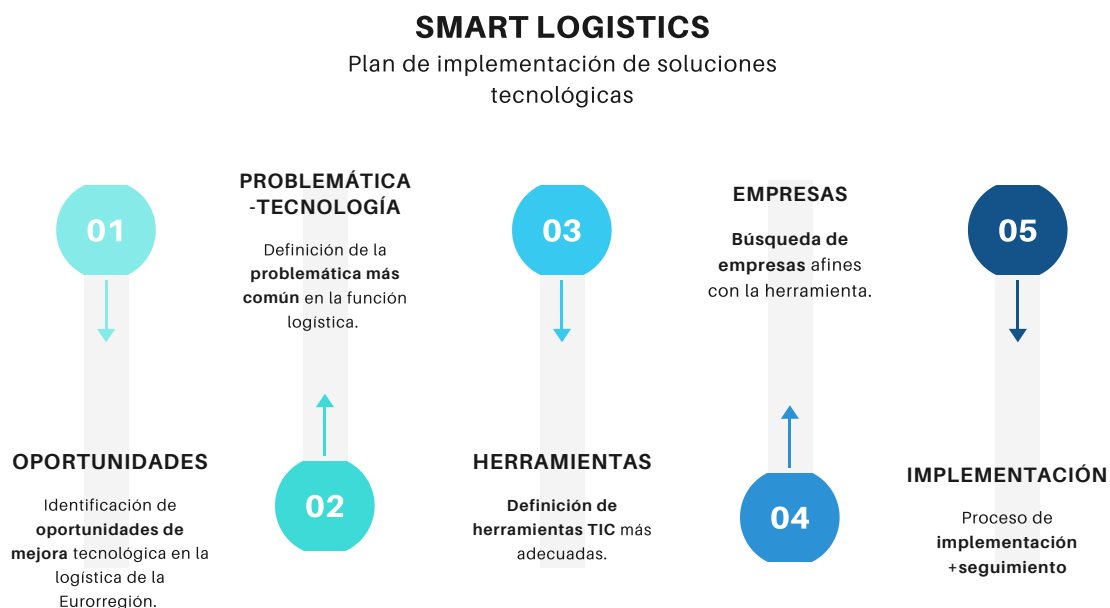 SMART LOGISTICS
Plan de implementación de soluciones
tecnológicas
01
OPORTUNIDADES
Identificación de
oportunidades de
mejora tecnológica en la
logística de la
Eurorregión.
PROBLEMÁTICA
-TECNOLOGÍA
Definición de la
problemática más
común en la función
logística.
02
03
HERRAMIENTAS
Definición de
herramientas TIC más
adecuadas.
EMPRESAS
Búsqueda de
empresas afines
con la herramienta.
04
05
IMPLEMENTACIÓN
Proceso de
implementación
+seguimiento